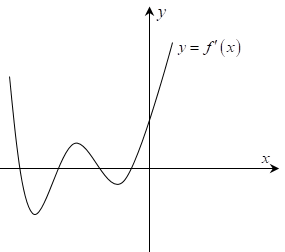 y
y = f′(x)
x